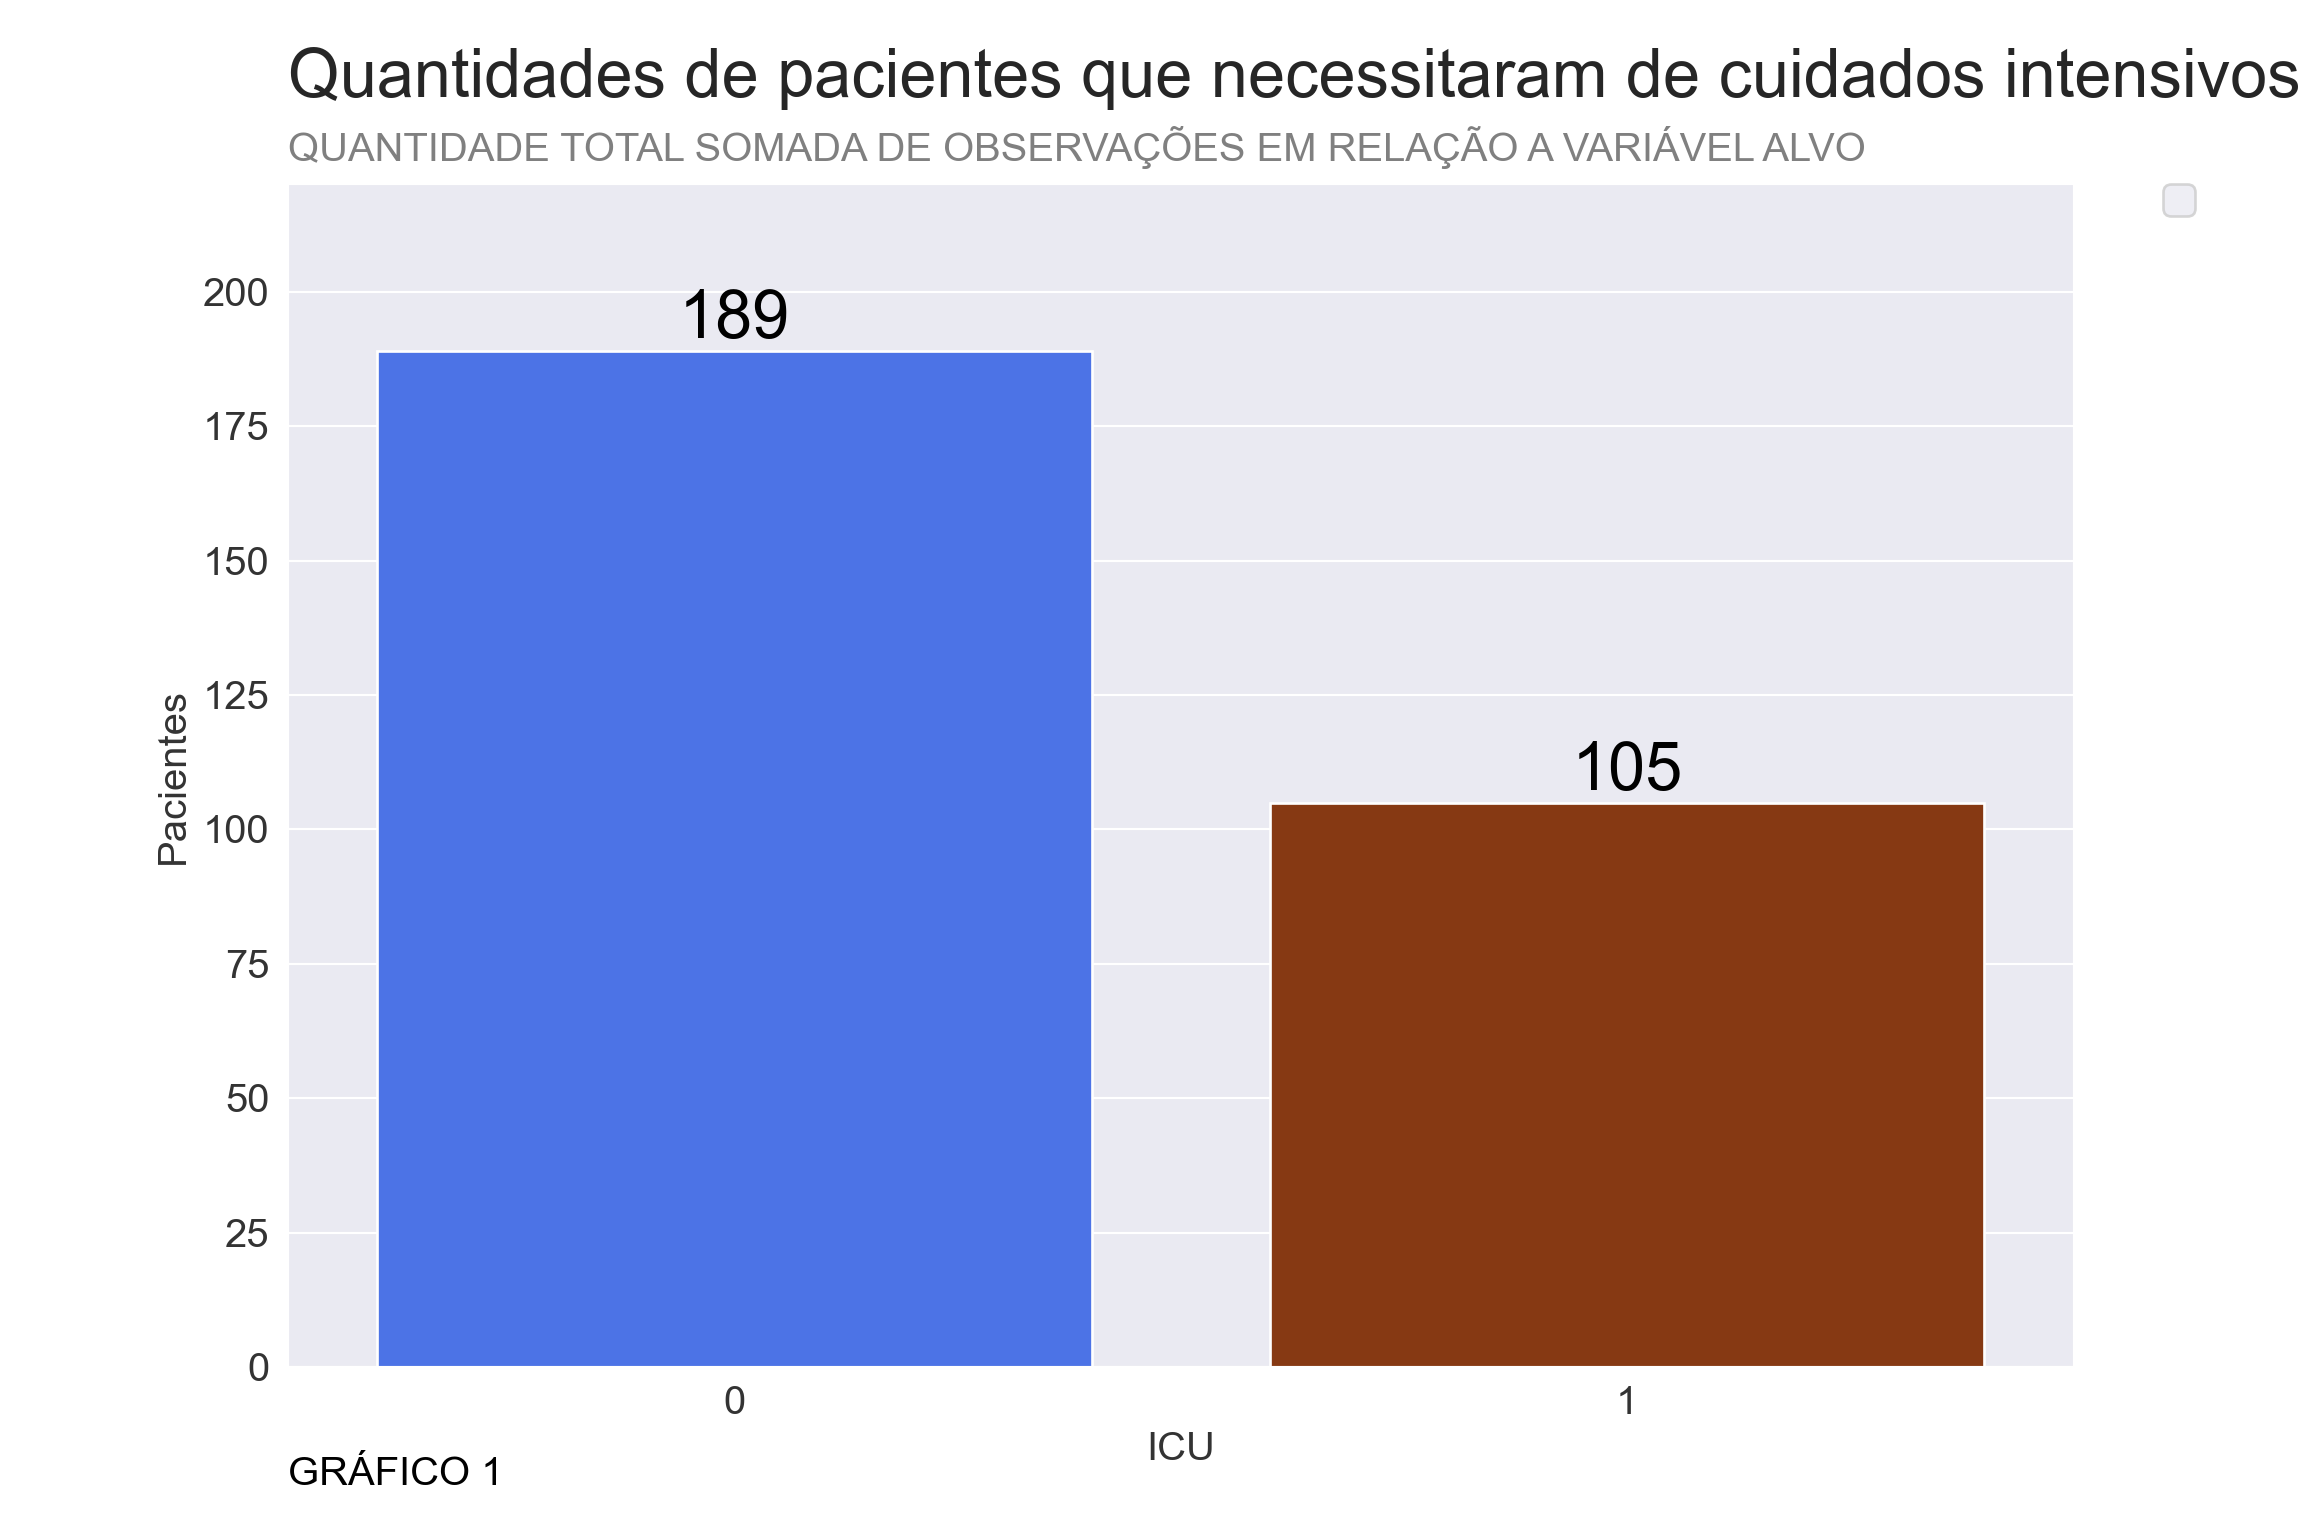 Quantidades de pacientes que necessitaram de cuidados intensivos
QUANTIDADE TOTAL SOMADA DE OBSERVAÇÕES EM RELAÇÃO A VARIÁVEL ALVO
200
175
150
125
100
75
50
25
0
Pacientes
189
105
0
1
ICU
GRÁFICO 1